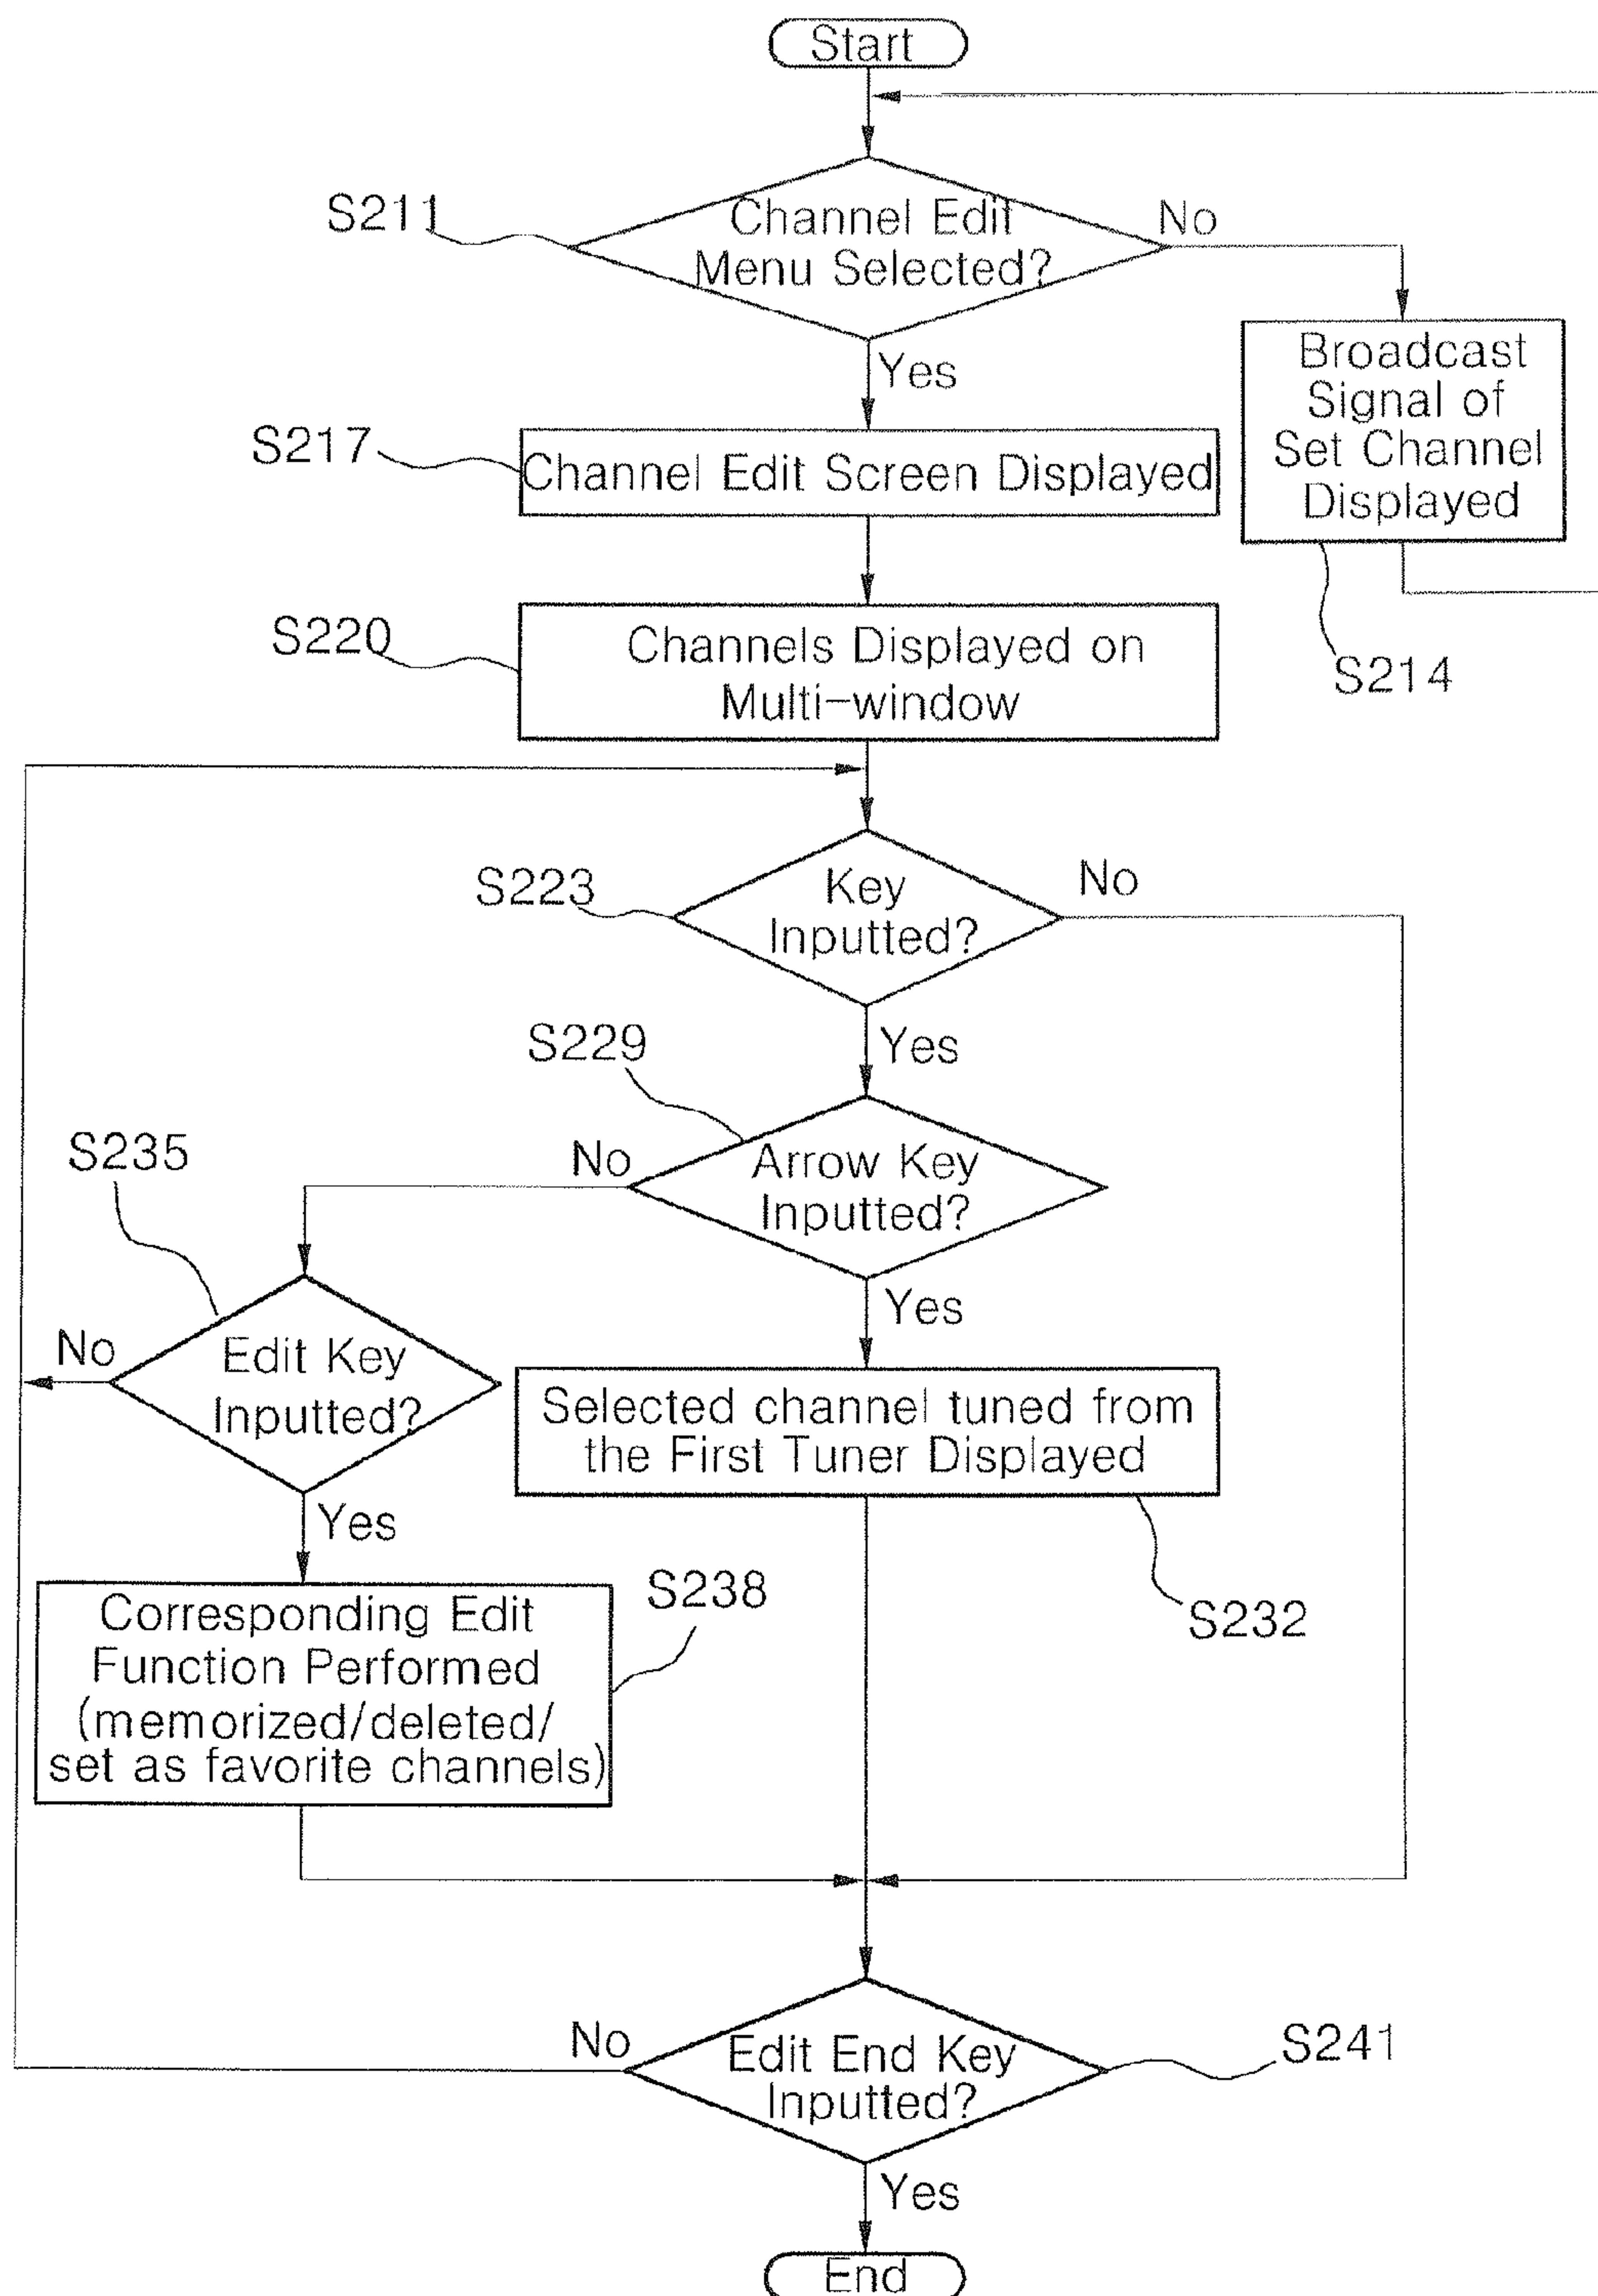 Start
S211
Channel Edit
Menu Selected?
No
Yes
Broadcast
Signal of
Set Channel
Displayed
S214
S217
Channel Edit Screen Displayed
S220
Channels Displayed on
Multi-window
S223
Key
Inputted?
No
Yes
S229
Arrow Key
Inputted?
No
Yes
S235
Edit Key
Inputted?
No
Yes
Selected channel tuned from
the First Tuner Displayed
S232
Corresponding Edit
Function Performed
(memorized/deleted/
set as favorite channels)
S238
Edit End Key
Inputted?
No
S241
Yes
End